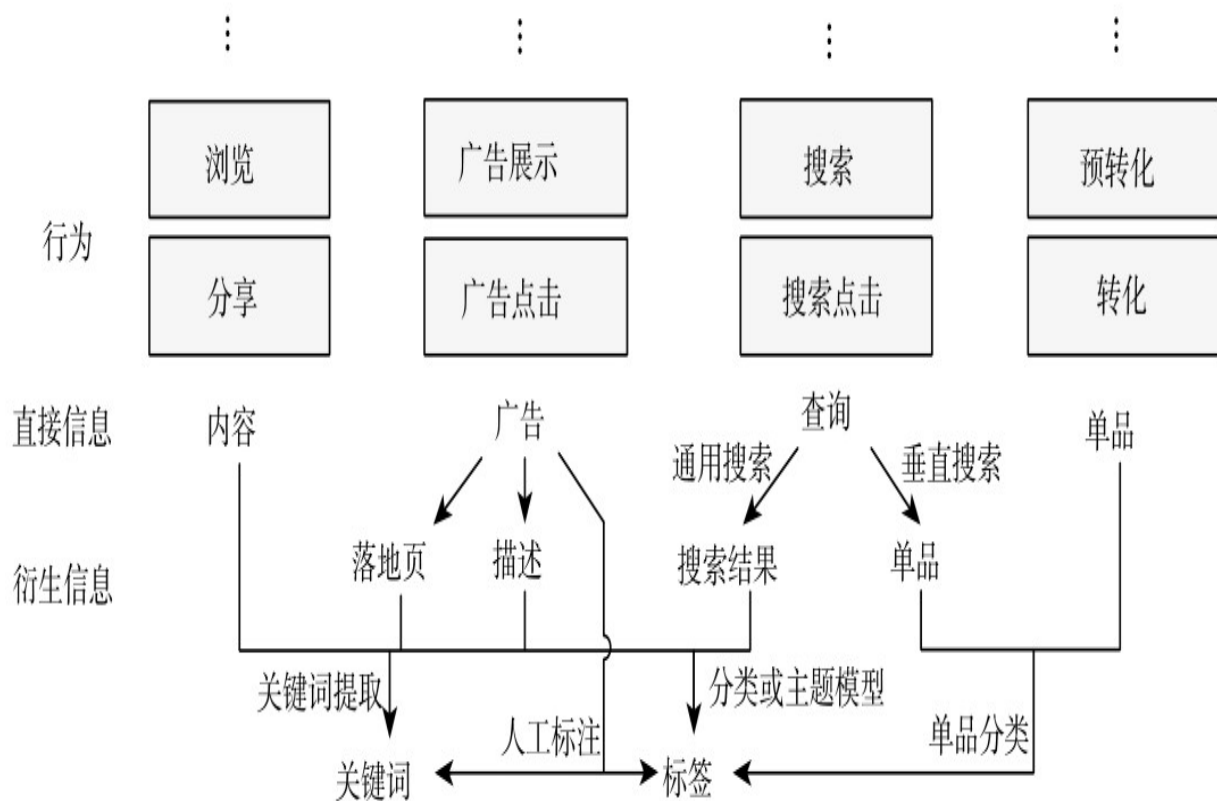 浏览
广告展示
搜索
预转化
行为
分享
广告点击
搜索点击
转化
直接信息
内容
广告
查询
单品
通用搜索
垂直搜索
衍生信息
落地页
描述
搜索结果
单品
关键词提取
分类或主题模型
人工标注
单品分类
关键词
标签